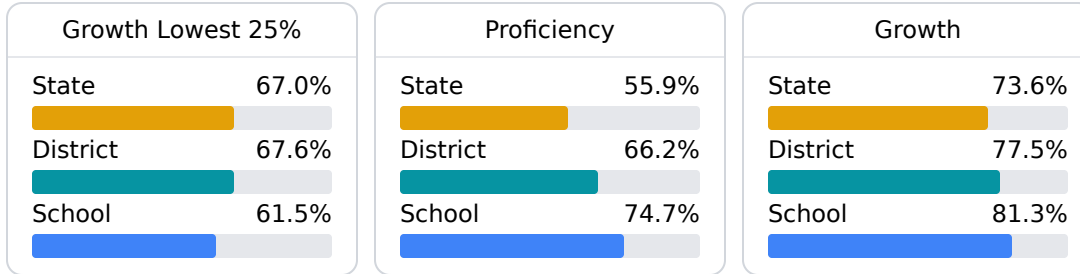 Growth Lowest 25%
State 67.0%
District 67.6%
School 61.5%
Proficiency
State 55.9%
District 66.2%
School 74.7%
Growth
State 73.6%
District 77.5%
School 81.3%